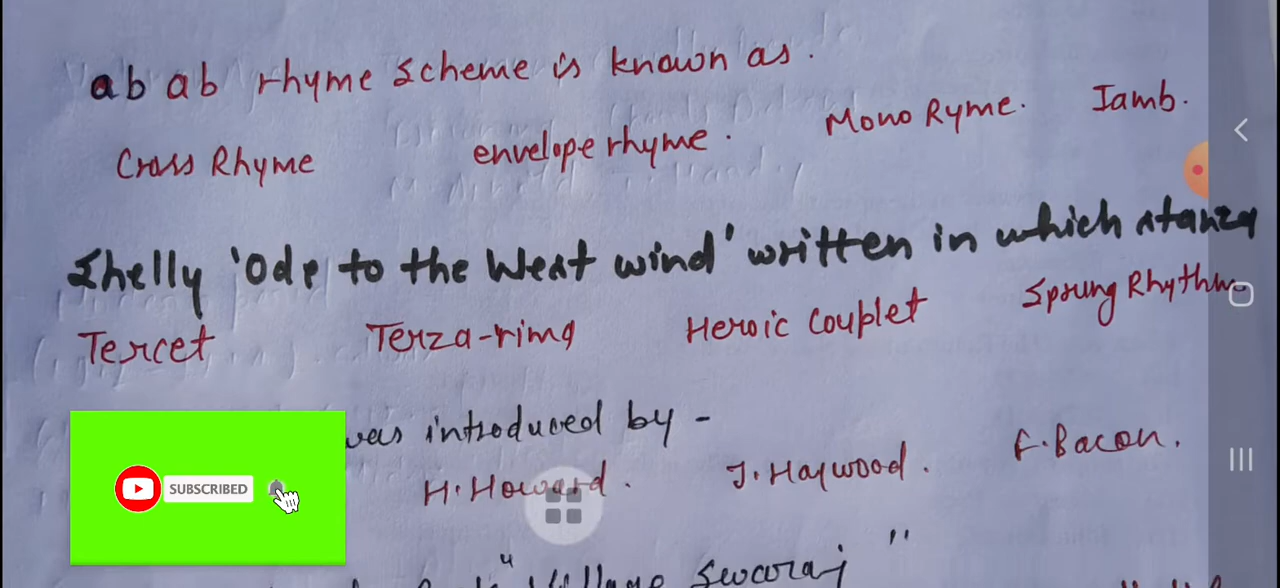 ab ab rhyme scheme is known as.
Cross Rhyme envelope rhyme. Mono Ryme. Iamb.
Shelly 'Ode to the West wind' written in which stanza
Tercet Terza-rima Heroic Couplet Sprung Rhythm
was introduced by -
H. Howard. J. Haywood. F. Bacon.
SUBSCRIBED
"Village Swaraj"